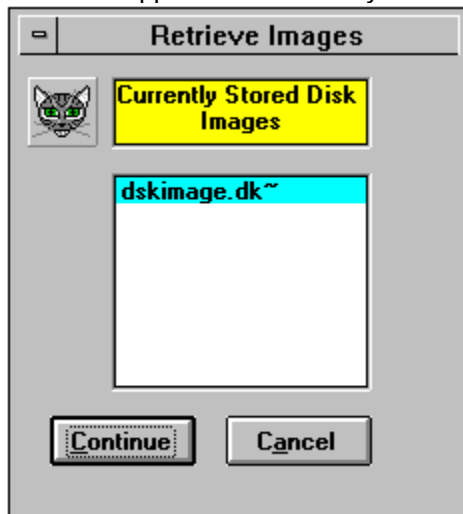 Retrieve Images
Currently Stored Disk
Images
dskimage.dk~
Continue
Cancel